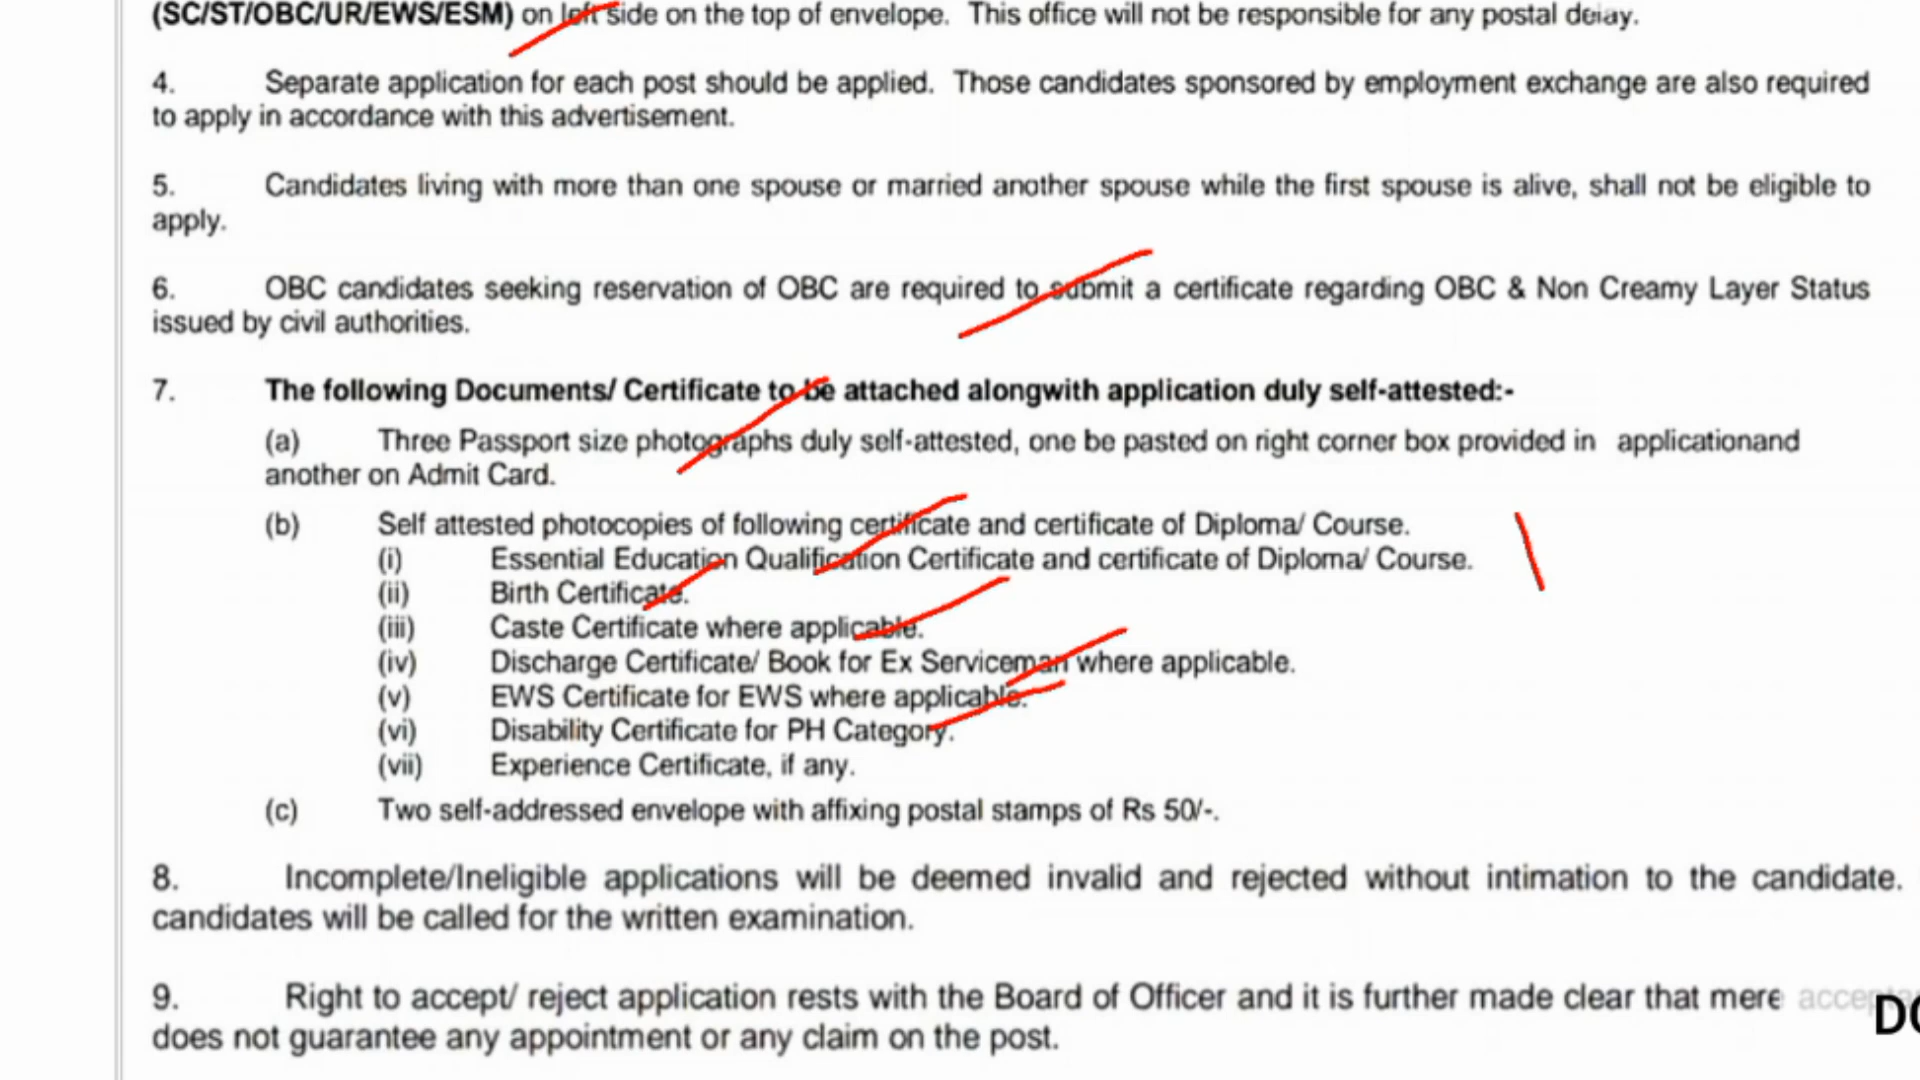 (SC/ST/OBC/UR/EWS/ESM) on left side on the top of envelope. This office will not be responsible for any postal delay.
4. Separate application for each post should be applied. Those candidates sponsored by employment exchange are also required
to apply in accordance with this advertisement.
5. Candidates living with more than one spouse or married another spouse while the first spouse is alive, shall not be eligible to
apply.
6. OBC candidates seeking reservation of OBC are required to submit a certificate regarding OBC & Non Creamy Layer Status
issued by civil authorities.
7. The following Documents/ Certificate to be attached alongwith application duly self-attested:-
(a) Three Passport size photographs duly self-attested, one be pasted on right corner box provided in applicationand
another on Admit Card.
(b) Self attested photocopies of following certificate and certificate of Diploma/ Course.
(i) Essential Education Qualification Certificate and certificate of Diploma/ Course.
(ii) Birth Certificate.
(iii) Caste Certificate where applicable.
(iv) Discharge Certificate/ Book for Ex Serviceman where applicable.
(v) EWS Certificate for EWS where applicable.
(vi) Disability Certificate for PH Category.
(vii) Experience Certificate, if any.
(c) Two self-addressed envelope with affixing postal stamps of Rs 50/-.
8. Incomplete/Ineligible applications will be deemed invalid and rejected without intimation to the candidate.
candidates will be called for the written examination.
9. Right to accept/ reject application rests with the Board of Officer and it is further made clear that mere
does not guarantee any appointment or any claim on the post.